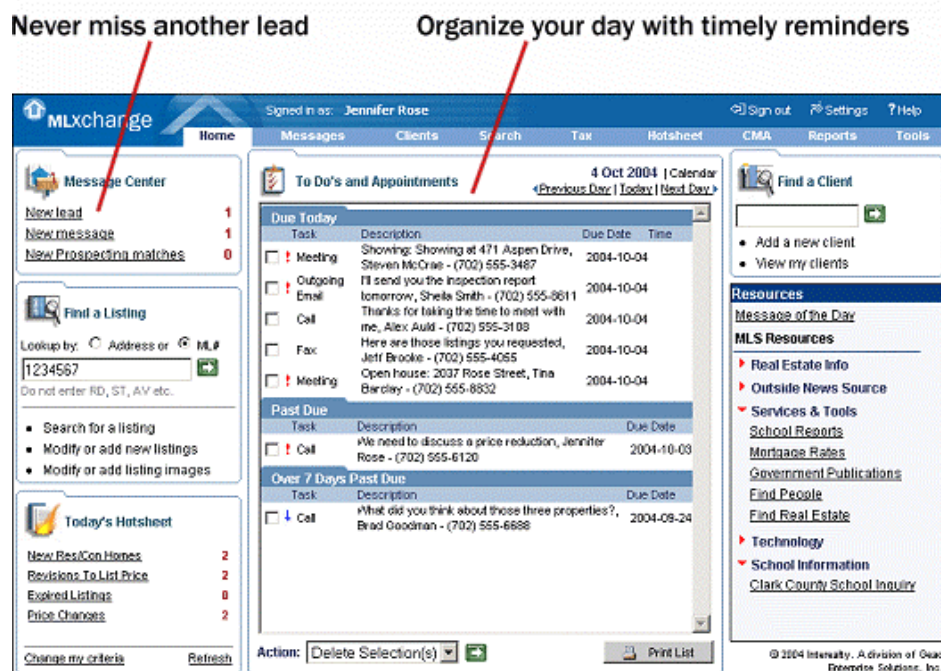 Never miss another lead
Organize your day with timely reminders
MLXchange
Signed in as: Jennifer Rose
Sign out
Settings
? Help
Home
Messages
Clients
Search
Tax
Hotsheet
CMA
Reports
Tools
Message Center
New lead 1
New message 1
New Prospecting matches 0
Find a Listing
Lookup by: Address or ML#
1234567
Do not enter RD, ST, AV etc.
• Search for a listing
• Modify or add new listings
• Modify or add listing images
Today's Hotsheet
New Res/Con Homes 2
Revisions To List Price 2
Expired Listings 0
Price Changes 2
Change my criteria
Refresh
To Do's and Appointments
4 Oct 2004 | Calendar
Previous Day | Today | Next Day
Due Today
Task Description Due Date Time
! Meeting Showing: Showing at 471 Aspen Drive,
Steven McCrae - (702) 555-3487 2004-10-04
! Outgoing Email I'll send you the inspection report
tomorrow, Sheila Smith - (702) 555-8611 2004-10-04
Call Thanks for taking the time to meet with
me, Alex Auld - (702) 555-3108 2004-10-04
Fax Here are those listings you requested,
Jeff Brooke - (702) 555-4055 2004-10-04
! Meeting Open house: 2037 Rose Street, Tina
Barclay - (702) 555-8832 2004-10-04
Past Due
Task Description Due Date
! Call We need to discuss a price reduction, Jennifer
Rose - (702) 555-6120 2004-10-03
Over 7 Days Past Due
Task Description Due Date
Call What did you think about those three properties?,
Brad Goodman - (702) 555-6688 2004-09-24
Action: Delete Selection(s)
Print List
Find a Client
• Add a new client
• View my clients
Resources
Message of the Day
MLS Resources
Real Estate Info
Outside News Source
Services & Tools
School Reports
Mortgage Rates
Government Publications
Find People
Find Real Estate
Technology
School Information
Clark County School Inquiry
© 2004 Interealty. A division of
Enterprise Solutions, Inc